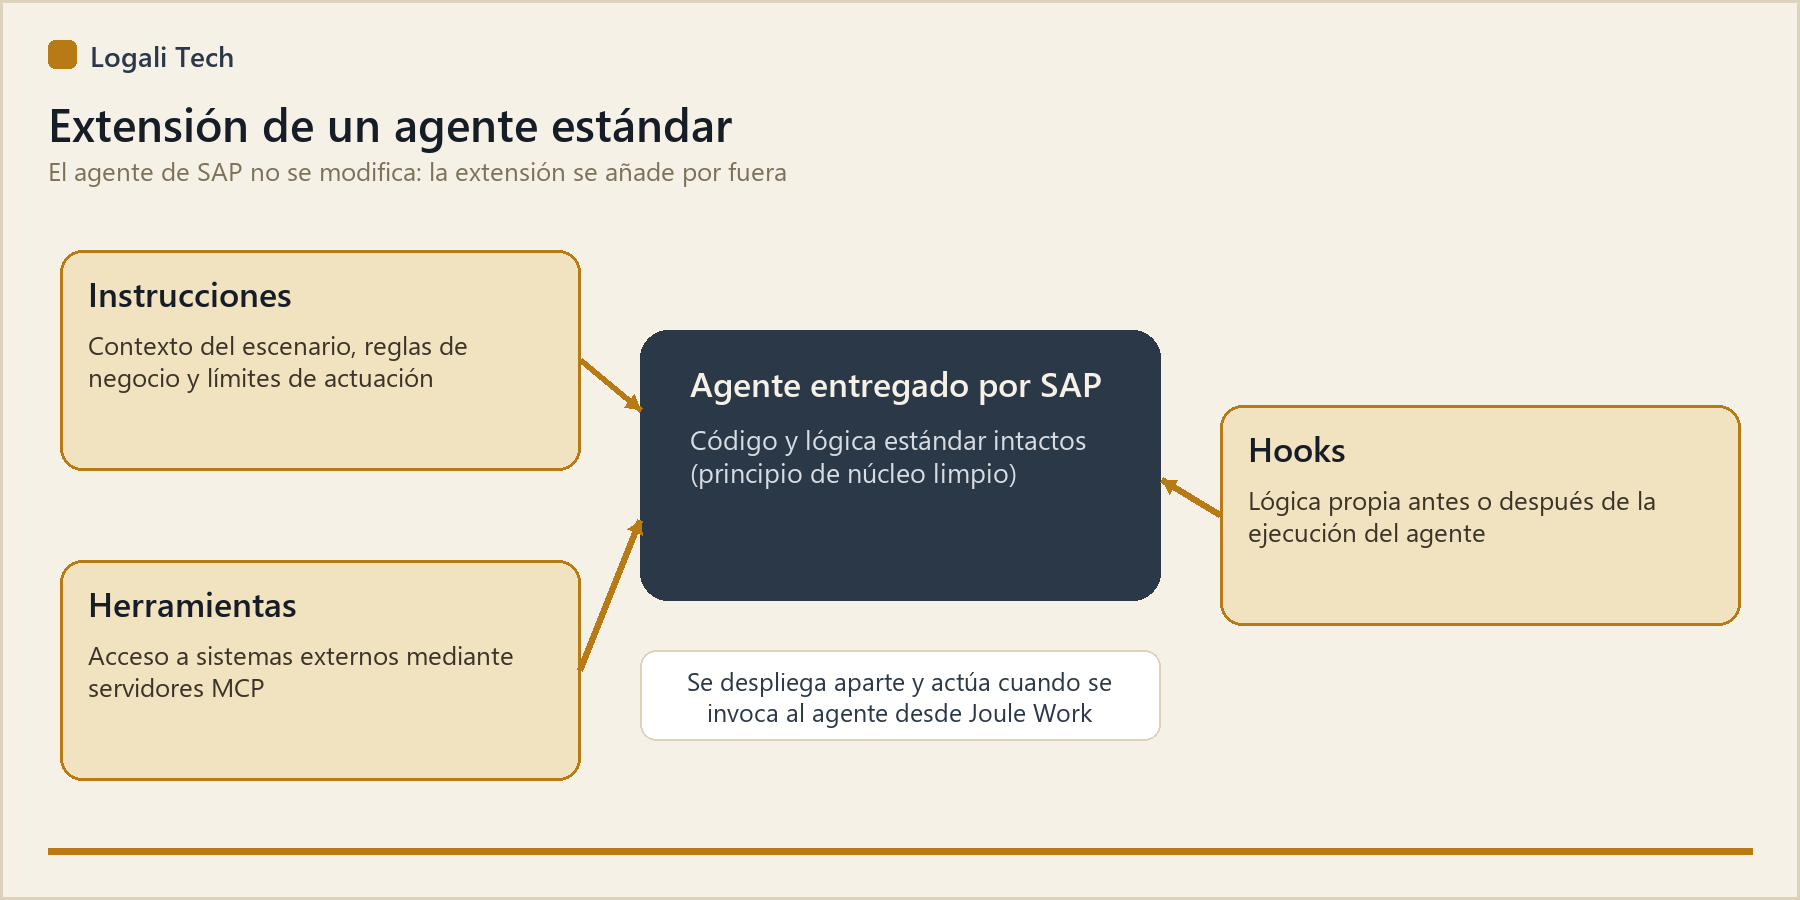 Logali Tech
Extensión de un agente estándar
El agente de SAP no se modifica: la extensión se añade por fuera
Instrucciones
Contexto del escenario, reglas de
negocio y límites de actuación
Herramientas
Acceso a sistemas externos mediante
servidores MCP
Agente entregado por SAP
Código y lógica estándar intactos
(principio de núcleo limpio)
Se despliega aparte y actúa cuando se
invoca al agente desde Joule Work
Hooks
Lógica propia antes o después de la
ejecución del agente